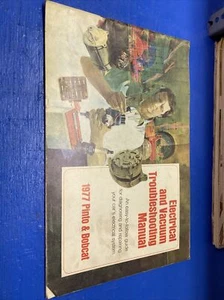 Electrical
and Vacuum
Troubleshooting
Manual
An easy-to-follow guide
for diagnosing and repairing
your car's electrical system.
1977 Pinto & Bobcat